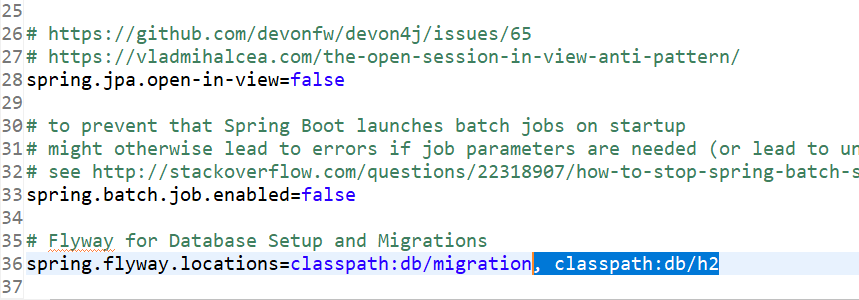 25
26 # https://github.com/devonfw/devon4j/issues/65
27 # https://vladmihalcea.com/the-open-session-in-view-anti-pattern/
28 spring.jpa.open-in-view=false
29
30 # to prevent that Spring Boot launches batch jobs on startup
31 # might otherwise lead to errors if job parameters are needed (or lead to un
32 # see http://stackoverflow.com/questions/22318907/how-to-stop-spring-batch-s
33 spring.batch.job.enabled=false
34
35 # Flyway for Database Setup and Migrations
36 spring.flyway.locations=classpath:db/migration, classpath:db/h2
37